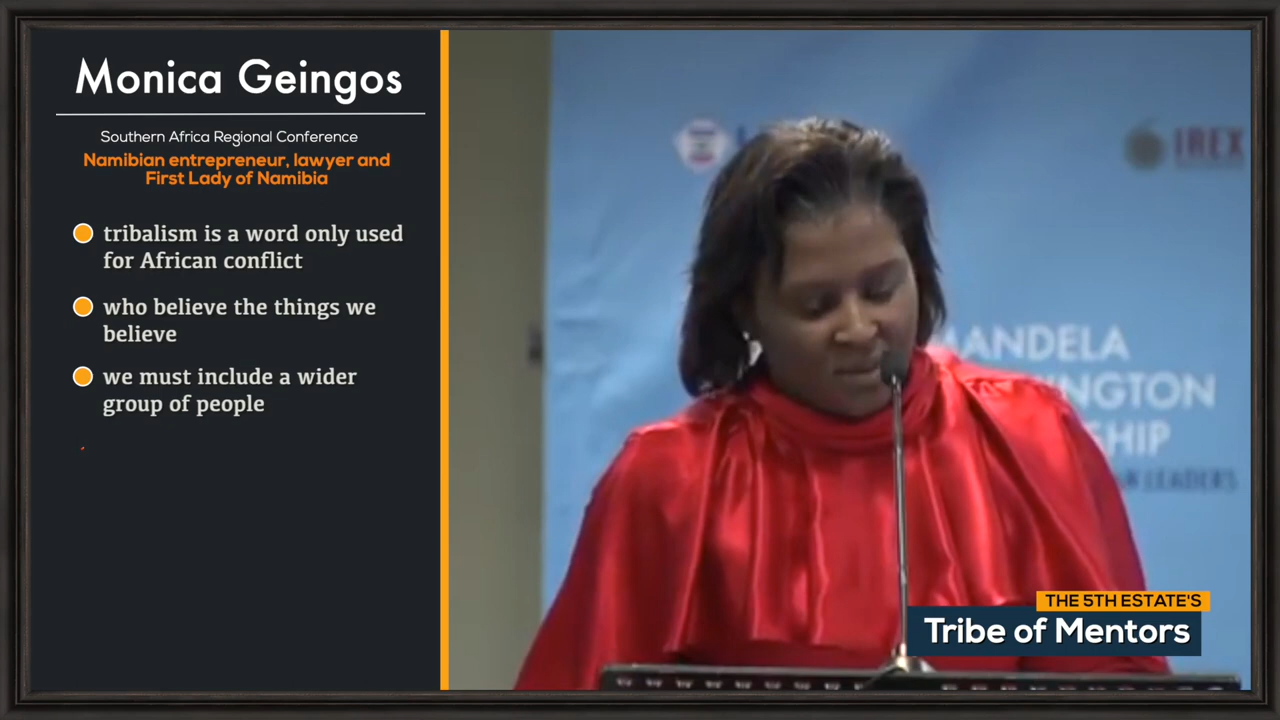 Monica Geingos
Southern Africa Regional Conference
Namibian entrepreneur, lawyer and
First Lady of Namibia
tribalism is a word only used
for African conflict
who believe the things we
believe
we must include a wider
group of people
IREX
MANDELA
NGTON
SHIP
LEADERS
THE 5TH ESTATE'S
Tribe of Mentors